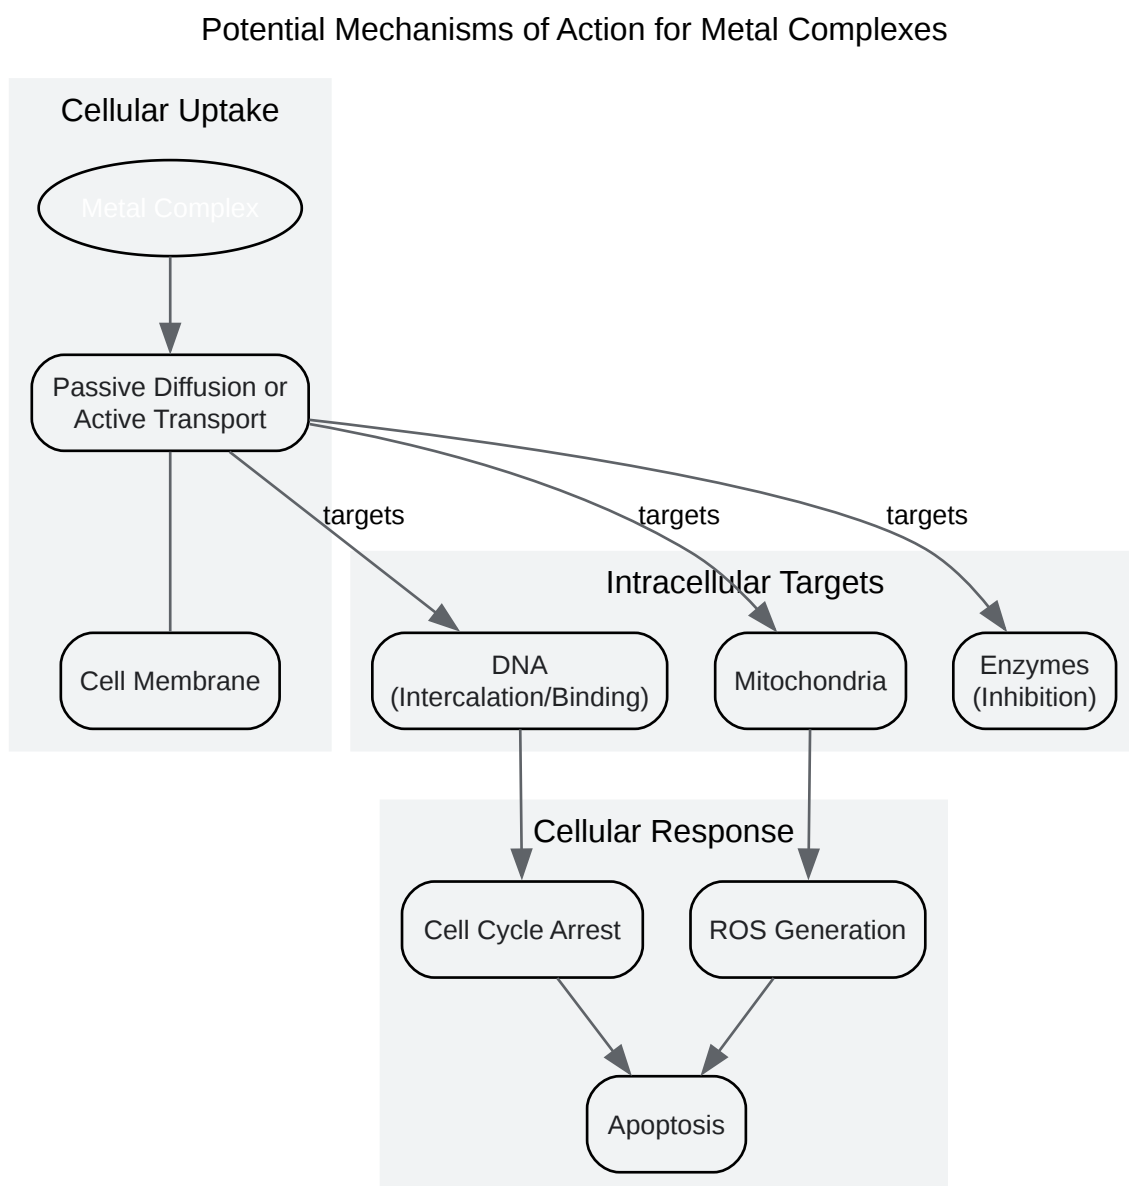 Potential Mechanisms of Action for Metal Complexes
Cellular Uptake
Metal Complex
Passive Diffusion or
Active Transport
targets
targets
targets
Intracellular Targets
Cell Membrane
DNA
(Intercalation/Binding)
Mitochondria
Enzymes
(Inhibition)
Cellular Response
Cell Cycle Arrest
ROS Generation
Apoptosis